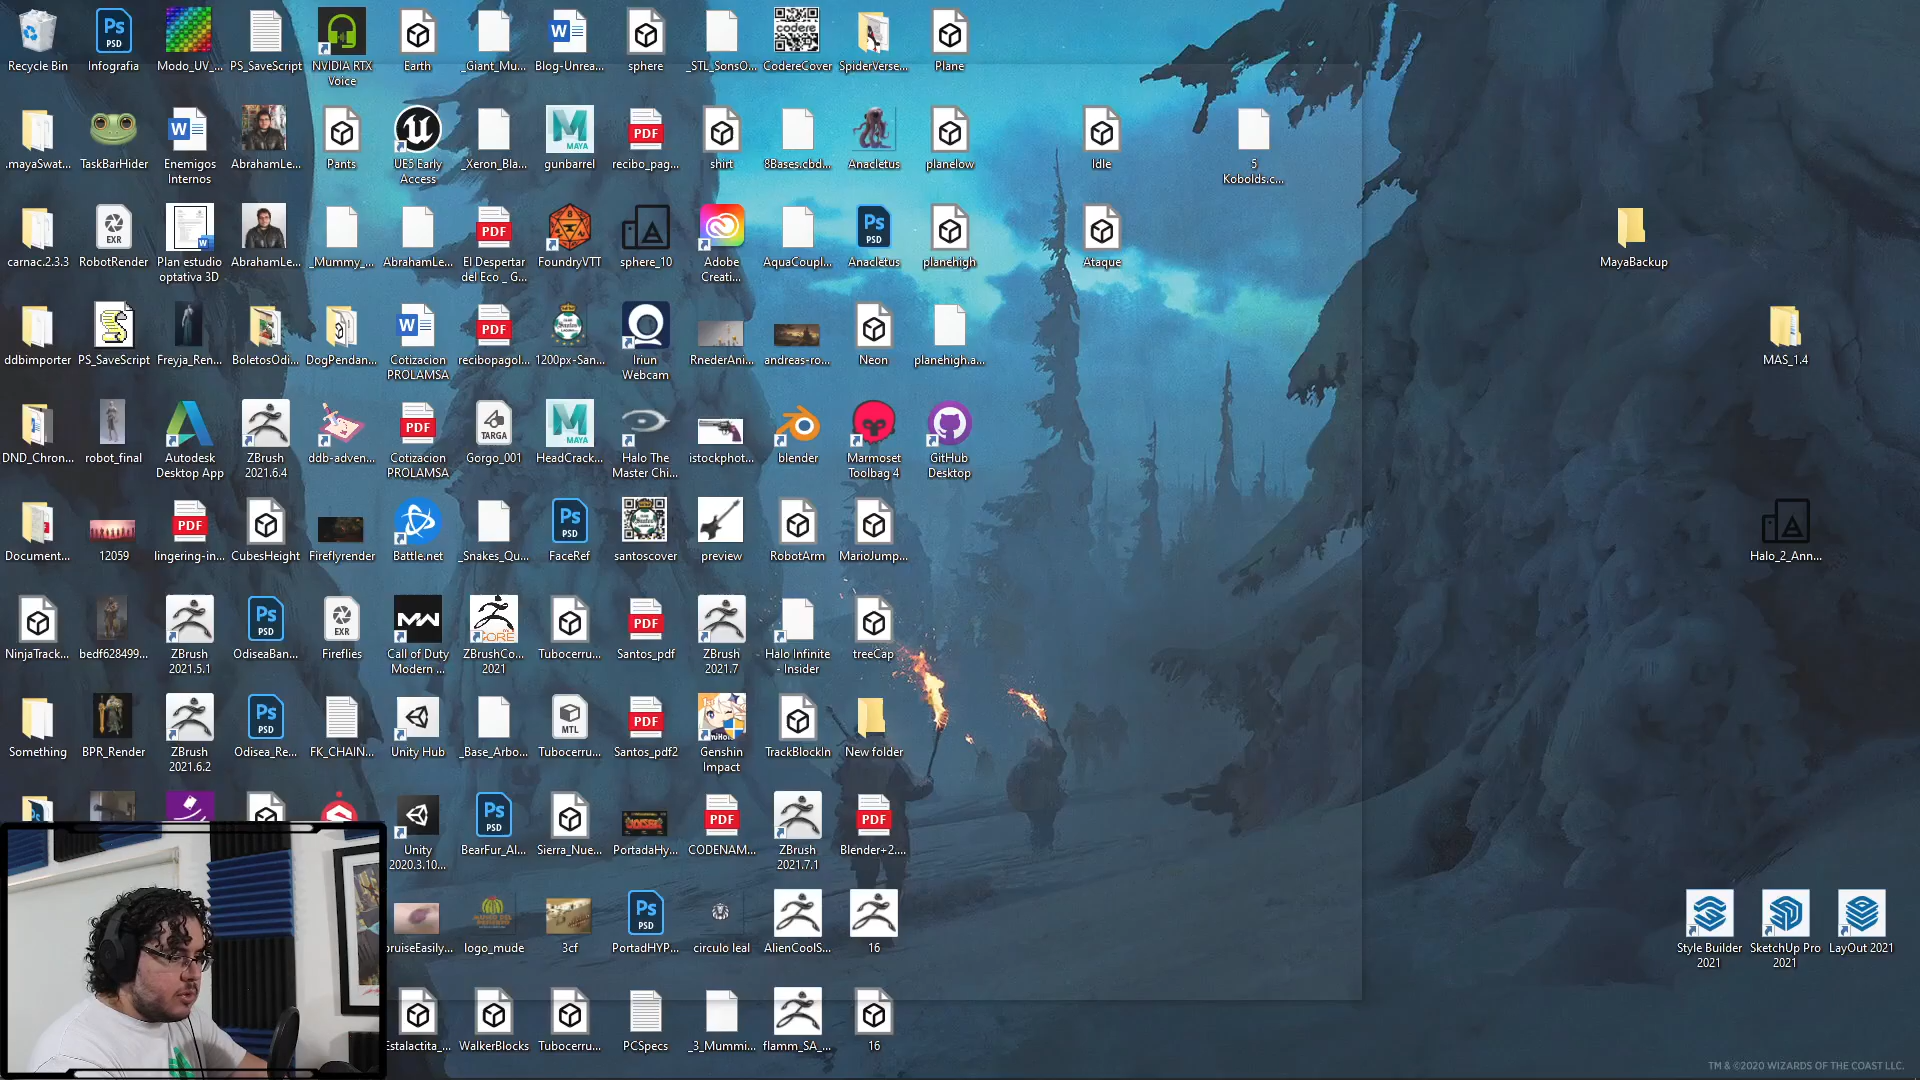 Recycle Bin
Infografia
Modo_UV_...
PS_SaveScript
NVIDIA RTX
Voice
Earth
_Giant_Mu...
Blog-Unrea...
sphere
_STL_SonsO...
CodereCover
SpiderVerse...
Plane
.mayaSwat...
TaskBarHider
Enemigos
Internos
AbrahamLe...
Pants
UE5 Early
Access
_Xeron_Bla...
gunbarrel
recibo_pag...
shirt
8Bases.cbd...
Anacletus
planelow
Idle
5
Kobolds.c...
carnac.2.3.3
RobotRender
Plan estudio
optativa 3D
AbrahamLe...
_Mummy_...
AbrahamLe...
El Despertar
del Eco _ G...
FoundryVTT
sphere_10
Adobe
Creati...
AquaCoupl...
Anacletus
planehigh
Ataque
MayaBackup
ddbimporter
PS_SaveScript
Freyja_Ren...
BoletosOdi...
DogPendan...
Cotizacion
PROLAMSA
recibopagol...
1200px-San...
Iriun
Webcam
RnederAni...
andreas-ro...
Neon
planehigh.a...
MAS_1.4
DND_Chron...
robot_final
Autodesk
Desktop App
ZBrush
2021.6.4
ddb-adven...
Cotizacion
PROLAMSA
Gorgo_001
HeadCrack...
Halo The
Master Chi...
istockphot...
blender
Marmoset
Toolbag 4
GitHub
Desktop
Document...
12059
lingering-in...
CubesHeight
Fireflyrender
Battle.net
_Snakes_Qu...
FaceRef
santoscover
preview
RobotArm
MarioJump...
Halo_2_Ann...
NinjaTrack...
bedf628499...
ZBrush
2021.5.1
OdiseaBan...
Fireflies
Call of Duty
Modern ...
ZBrushCo...
2021
Tubocerru...
Santos_pdf
ZBrush
2021.7
Halo Infinite
- Insider
treeCap
Something
BPR_Render
ZBrush
2021.6.2
Odisea_Re...
FK_CHAIN...
Unity Hub
_Base_Arbo...
Tubocerru...
Santos_pdf2
Genshin
Impact
TrackBlockIn
New folder
Unity
2020.3.10...
BearFur_Al...
Sierra_Nue...
PortadaHy...
CODENAM...
ZBrush
2021.7.1
Blender+2....
bruiseEasily...
logo_mude
3cf
PortadHYP...
circulo leal
AlienCoolS...
16
Style Builder
2021
SketchUp Pro
2021
LayOut 2021
Estalactita_...
WalkerBlocks
Tubocerru...
PCSpecs
_3_Mummi...
flamm_SA_...
16
TM & ©2020 WIZARDS OF THE COAST LLC.